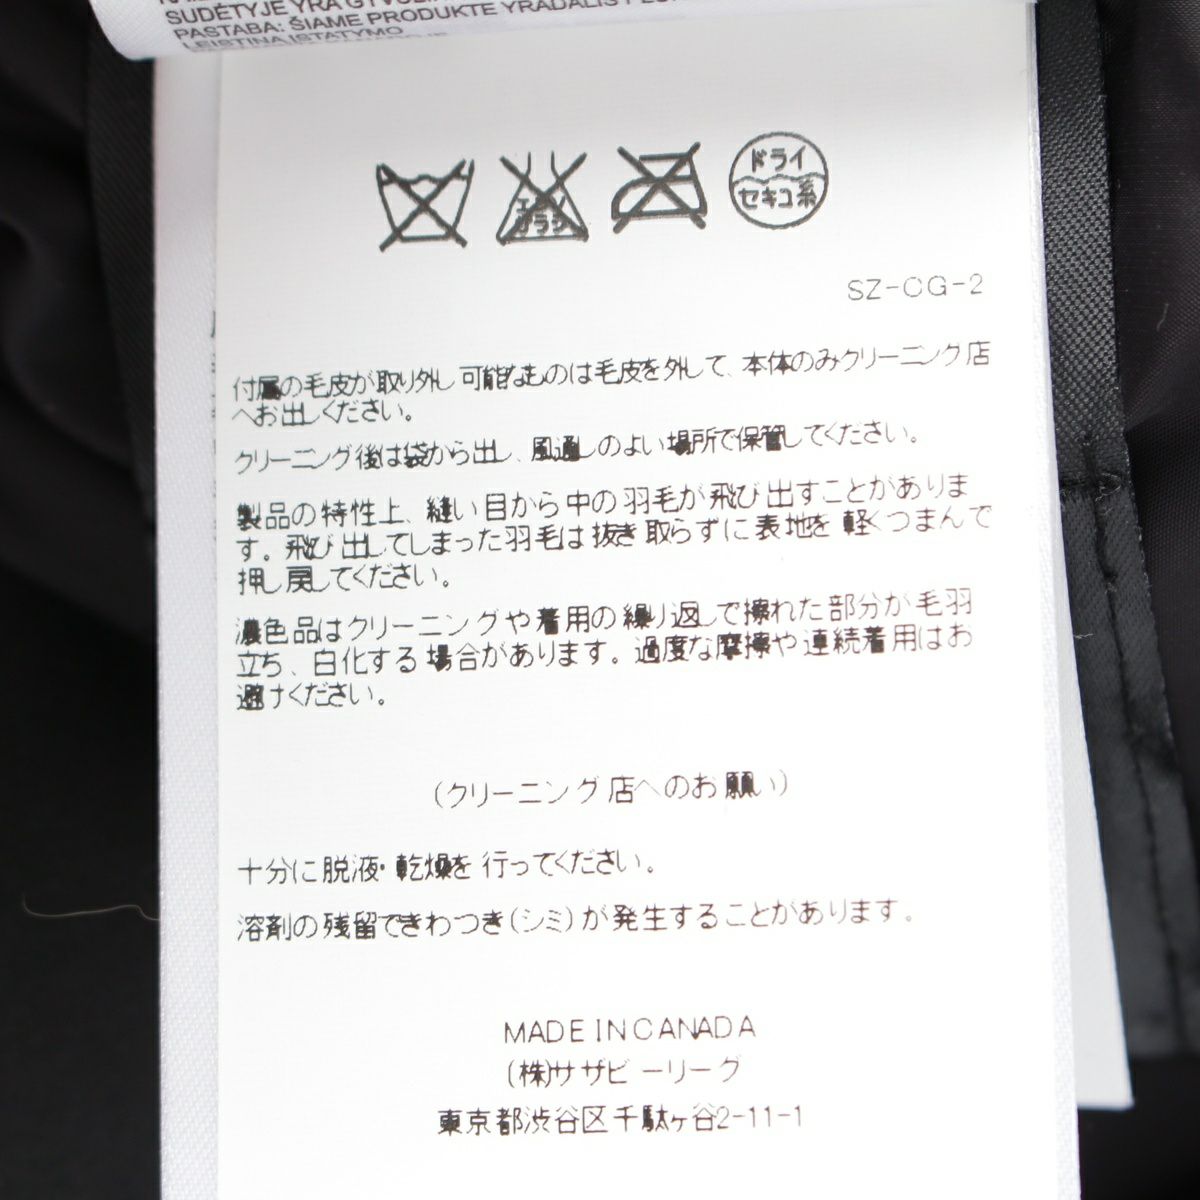 SUDĖTYJE YRA GYVŪLIN
PASTABA: ŠIAME PRODUKTE YRA DALIS
LEISTINA ĮSTATYMO
エンソ
サラシ
ドライ
セキユ系
SZ-CG-2
付属の毛皮が取り外し可能なものは毛皮を外して、本体のみクリーニング店
へお出しください。
クリーニング後は袋から出し、風通しのよい場所で保管してください。
製品の特性上、縫い目から中の羽毛が飛び出すことがありま
す。飛び出してしまった羽毛は抜き取らずに表地を軽くつまんで
押し戻してください。
濃色品はクリーニングや着用の繰り返しで擦れた部分が毛羽
立ち、白化する場合があります。過度な摩擦や連続着用はお
避けください。
(クリーニング店へのお願い)
十分に脱液・乾燥を行ってください。
溶剤の残留できわつき(シミ)が発生することがあります。
MADE IN CANADA
(株)サザビーリーグ
東京都渋谷区千駄ヶ谷2-11-1